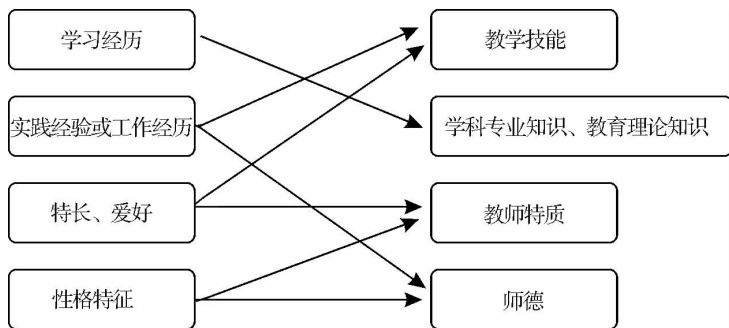 学习经历
教学技能
实践经验或工作经历
学科专业知识、教育理论知识
特长、爱好
教师特质
性格特征
师德